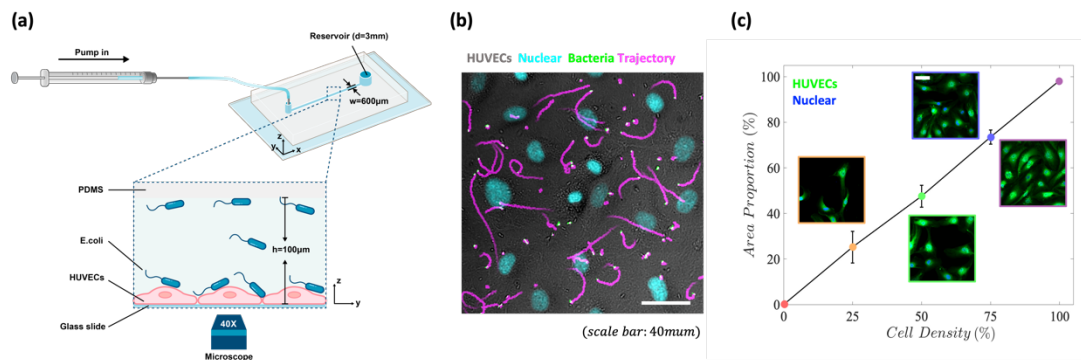 (a)
Pump in
Reservoir (d=3mm)
w=600μm
z
y
x
PDMS
E.coli
h=100μm
HUVECs
z
y
Glass slide
40X
Microscope
(b)
HUVECs Nuclear Bacteria Trajectory
(scale bar: 40mum)
(c)
HUVECs
Nuclear
Area Proportion (%)
100
80
60
40
20
0
0 25 50 75 100
Cell Density (%)